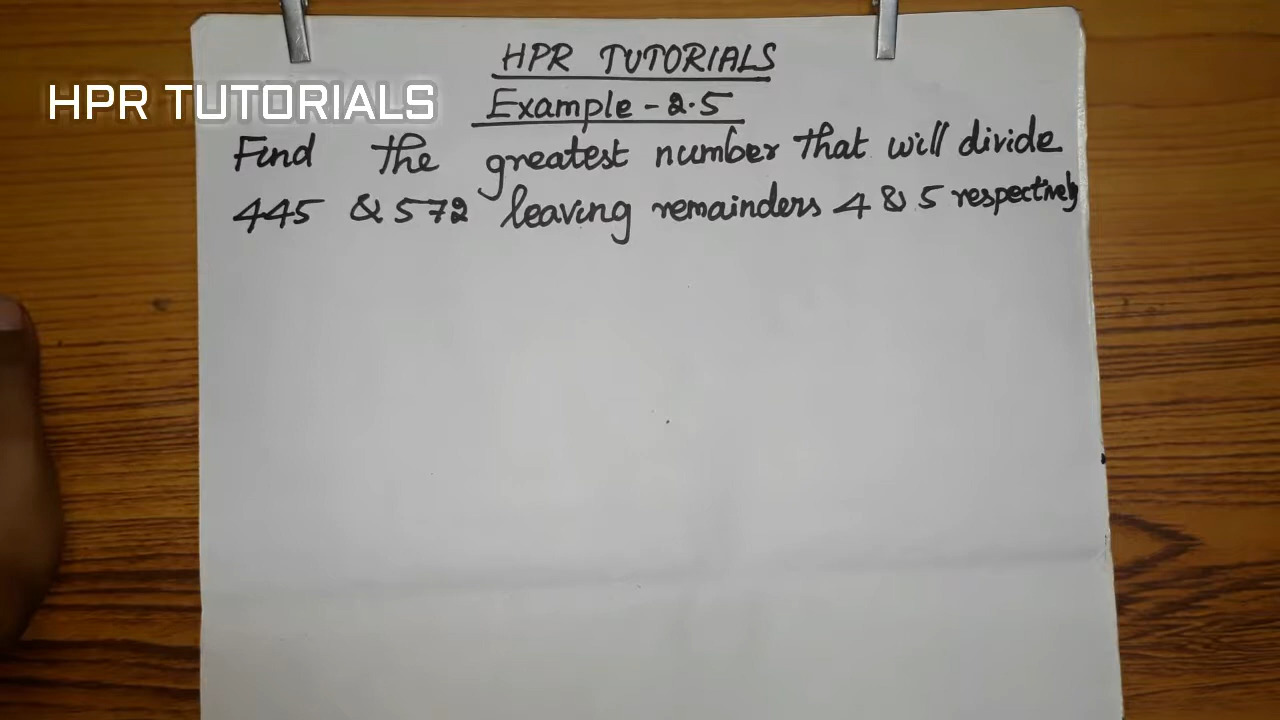 HPR TUTORIALS
HPR TUTORIALS
Example - 2.5
Find the greatest number that will divide
445 & 572 leaving remainders 4 & 5 respectively